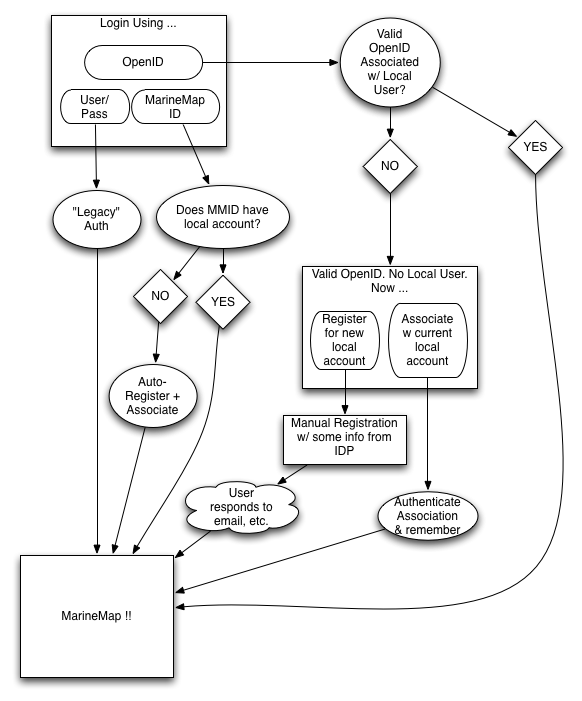 Login Using ...
OpenID
User/
Pass
MarineMap
ID
Valid
OpenID
Associated
w/ Local
User?
YES
NO
"Legacy"
Auth
Does MMID have
local account?
NO
YES
Valid OpenID. No Local User.
Now ...
Register
for new
local
account
Associate
w current
local
account
Auto-
Register +
Associate
Manual Registration
w/ some info from
IDP
User
responds to
email, etc.
Authenticate
Association
& remember
MarineMap !!